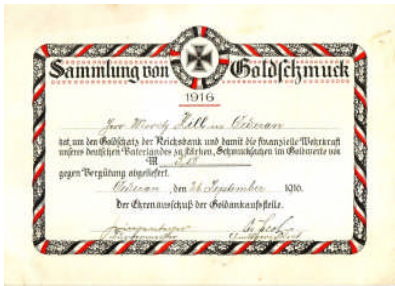 Sammlung von Goldschmuck
1916
Herr Moritz Hell in Oederan
hat, um den Goldschatz der Reichsbank und damit die finanzielle Wehrkraft
unseres deutschen Vaterlandes zu stärken, Schmucksachen im Goldwerte von
M
gegen Vergütung abgeliefert.
Oederan, den 26. September 1916.
Der Ehrenausschuß der Goldankaufsstelle.
Bürgermeister